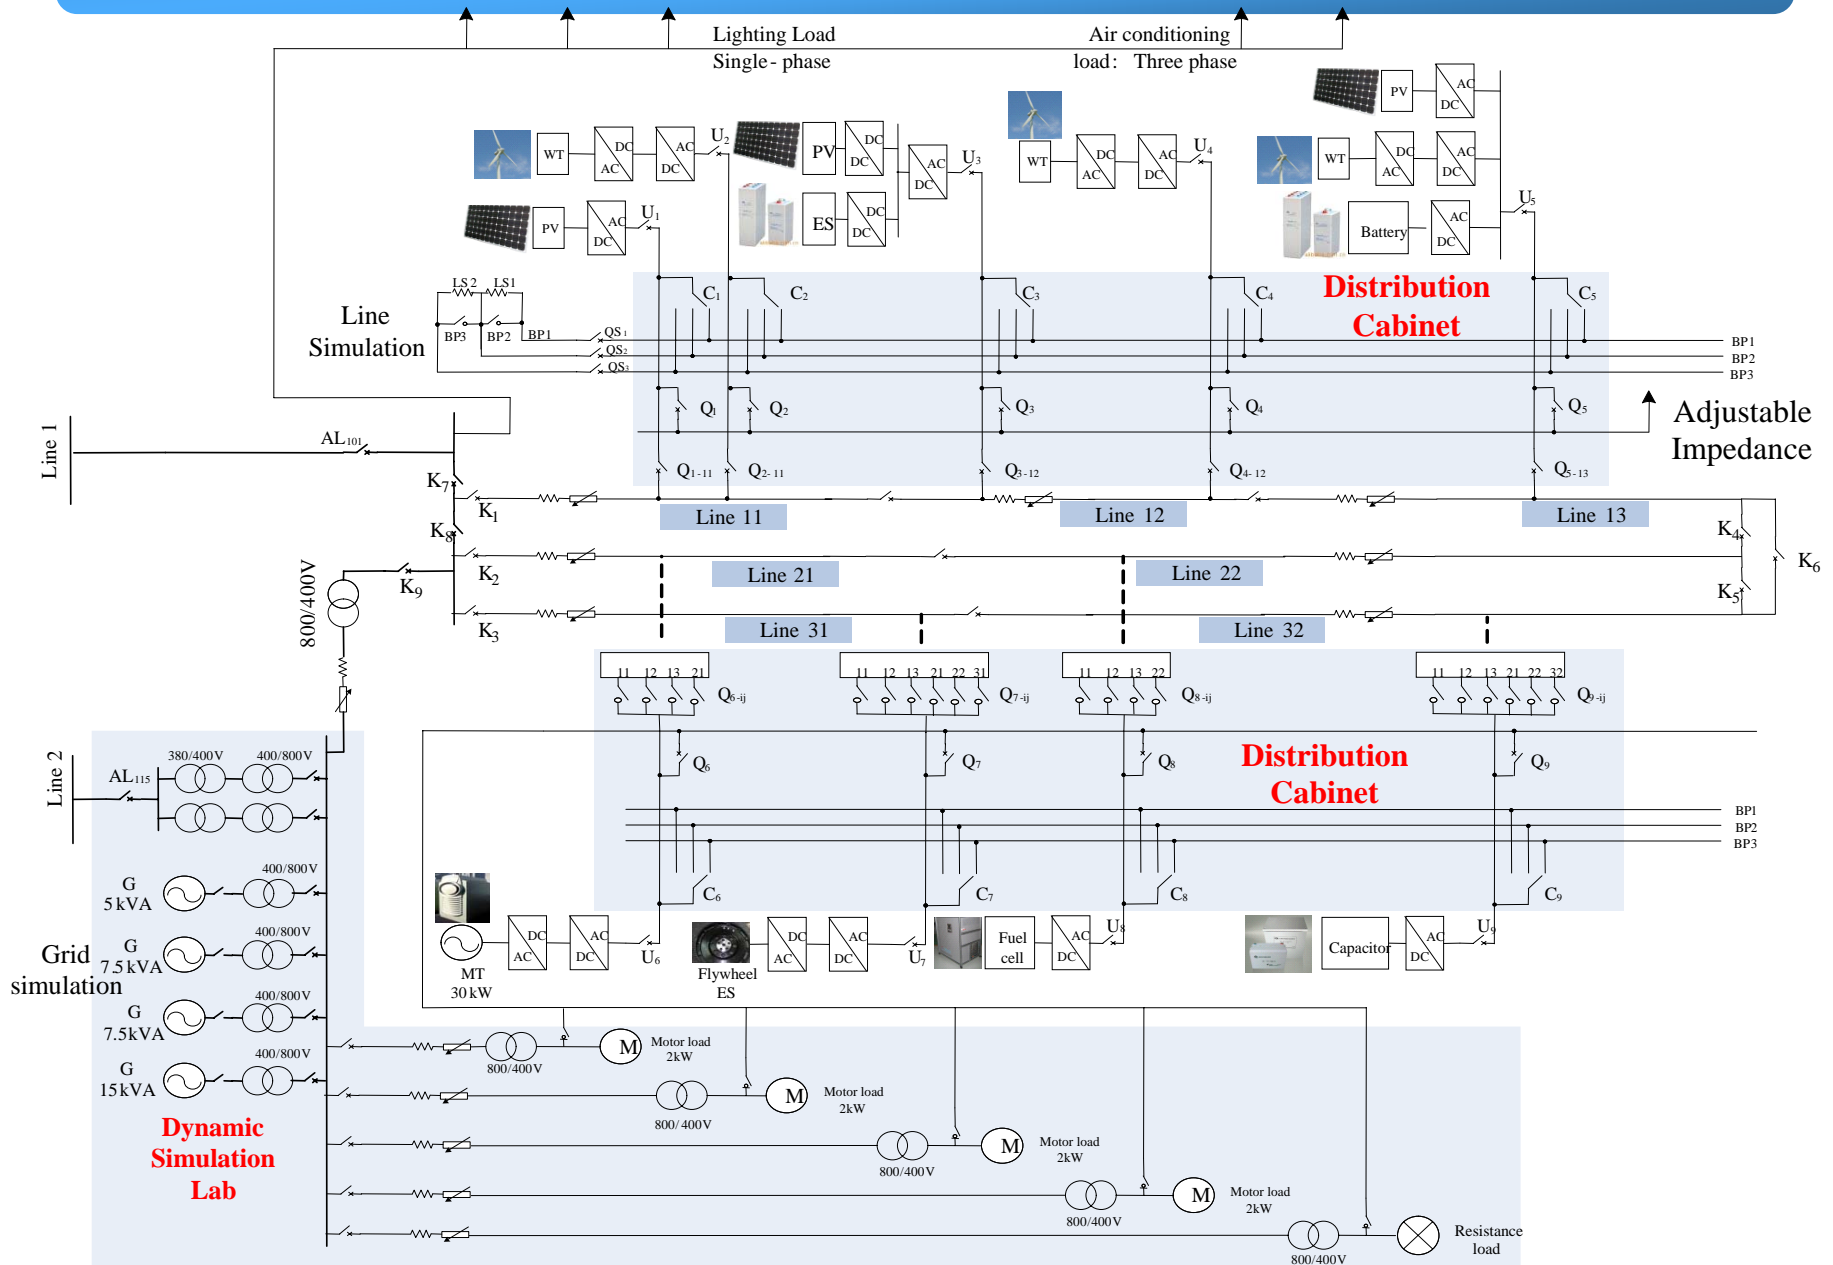 Lighting Load
Single-phase
Air conditioning
load: Three phase
PV
AC
DC
WT
DC
AC
AC
DC
U2
PV
DC
DC
AC
DC
U3
WT
DC
AC
AC
DC
U4
WT
DC
AC
AC
DC
PV
AC
DC
U1
ES
DC
DC
Battery
AC
DC
U5
LS2
LS1
C1
C2
C3
C4
C5
Distribution
Cabinet
Line
Simulation
BP3
BP2
BP1
QS1
QS2
QS3
BP1
BP2
BP3
Q1
Q2
Q3
Q4
Q5
Adjustable
Impedance
Line 1
AL101
Q1-11
Q2-11
Q3-12
Q4-12
Q5-13
K7
K1
Line 11
Line 12
Line 13
K8
K4
K6
K2
Line 21
Line 22
K9
800/400V
K5
K3
Line 31
Line 32
11 12 13 21
Q6-ij
11 12 13 21 22 31
Q7-ij
11 12 13 22
Q8-ij
11 12 13 21 22 32
Q9-ij
Q6
Q7
Q8
Q9
Distribution
Cabinet
Line 2
AL115
380/400V
400/800V
BP1
BP2
BP3
C6
C7
C8
C9
G
5kVA
400/800V
MT
30kW
DC
AC
AC
DC
U6
Flywheel
ES
DC
AC
AC
DC
U7
Fuel
cell
AC
DC
U8
Capacitor
AC
DC
U9
Grid
simulation
G
7.5kVA
400/800V
G
7.5kVA
400/800V
G
15kVA
400/800V
800/400V
M
Motor load
2kW
800/400V
M
Motor load
2kW
800/400V
M
Motor load
2kW
800/400V
M
Motor load
2kW
800/400V
Resistance
load
Dynamic
Simulation
Lab